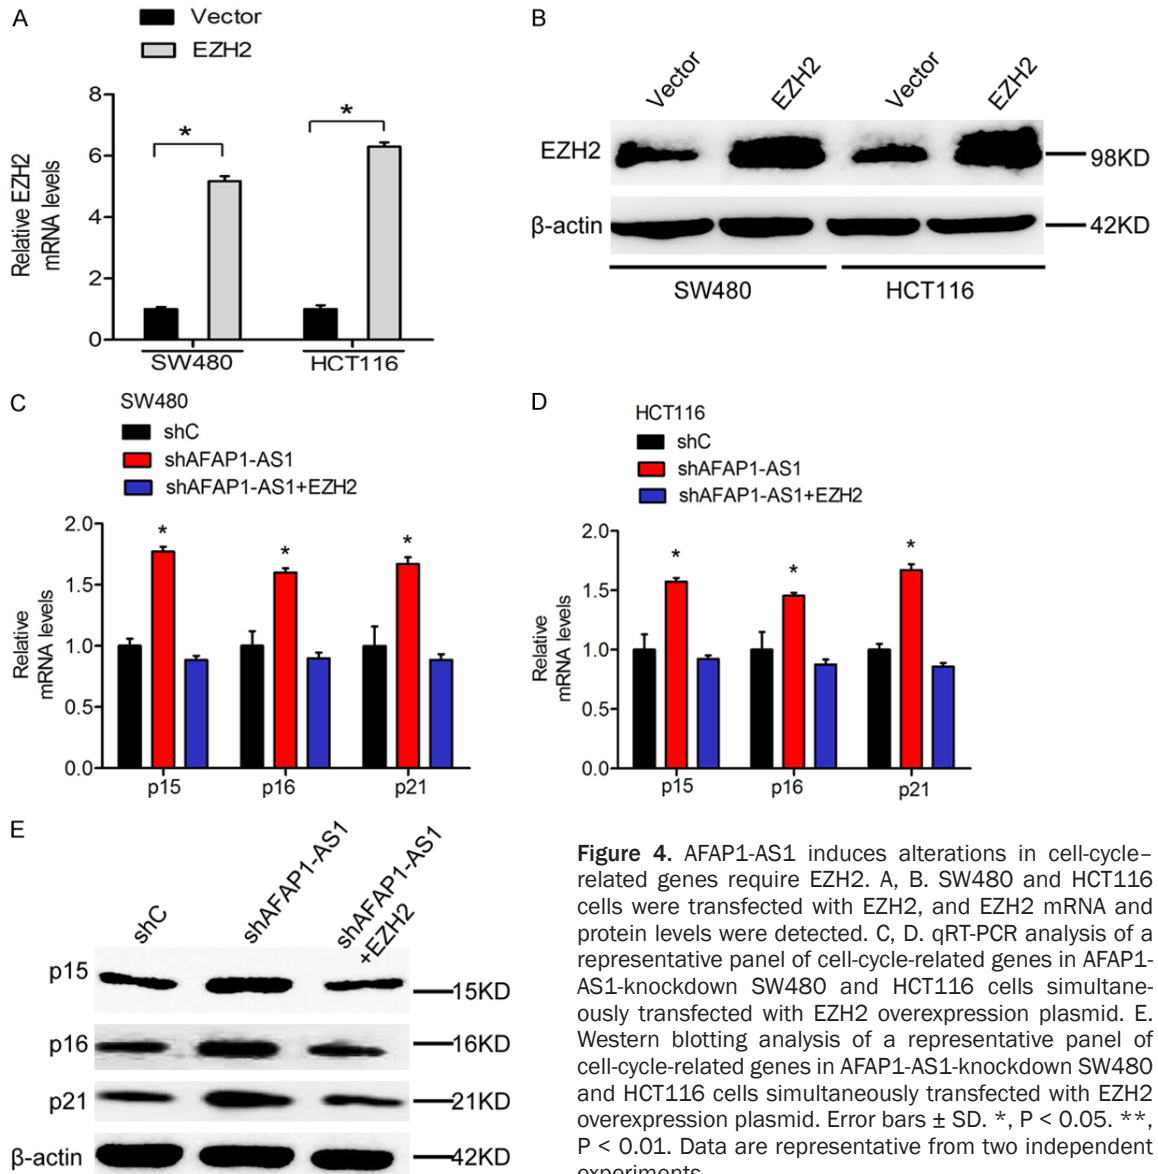 A
Vector
EZH2
Relative EZH2
mRNA levels
8
6
4
2
0
*
*
SW480
HCT116
B
Vector
EZH2
Vector
EZH2
EZH2
98KD
β-actin
42KD
SW480
HCT116
C
SW480
shC
shAFAP1-AS1
shAFAP1-AS1+EZH2
Relative
mRNA levels
2.0
1.5
1.0
0.5
0.0
*
*
*
p15
p16
p21
D
HCT116
shC
shAFAP1-AS1
shAFAP1-AS1+EZH2
Relative
mRNA levels
2.0
1.5
1.0
0.5
0.0
*
*
*
p15
p16
p21
E
shC
shAFAP1-AS1
shAFAP1-AS1
+EZH2
p15
15KD
p16
16KD
p21
21KD
β-actin
42KD
Figure 4. AFAP1-AS1 induces alterations in cell-cycle–
related genes require EZH2. A, B. SW480 and HCT116
cells were transfected with EZH2, and EZH2 mRNA and
protein levels were detected. C, D. qRT-PCR analysis of a
representative panel of cell-cycle-related genes in AFAP1-
AS1-knockdown SW480 and HCT116 cells simultane-
ously transfected with EZH2 overexpression plasmid. E.
Western blotting analysis of a representative panel of
cell-cycle-related genes in AFAP1-AS1-knockdown SW480
and HCT116 cells simultaneously transfected with EZH2
overexpression plasmid. Error bars ± SD. *, P < 0.05. **,
P < 0.01. Data are representative from two independent
experiments